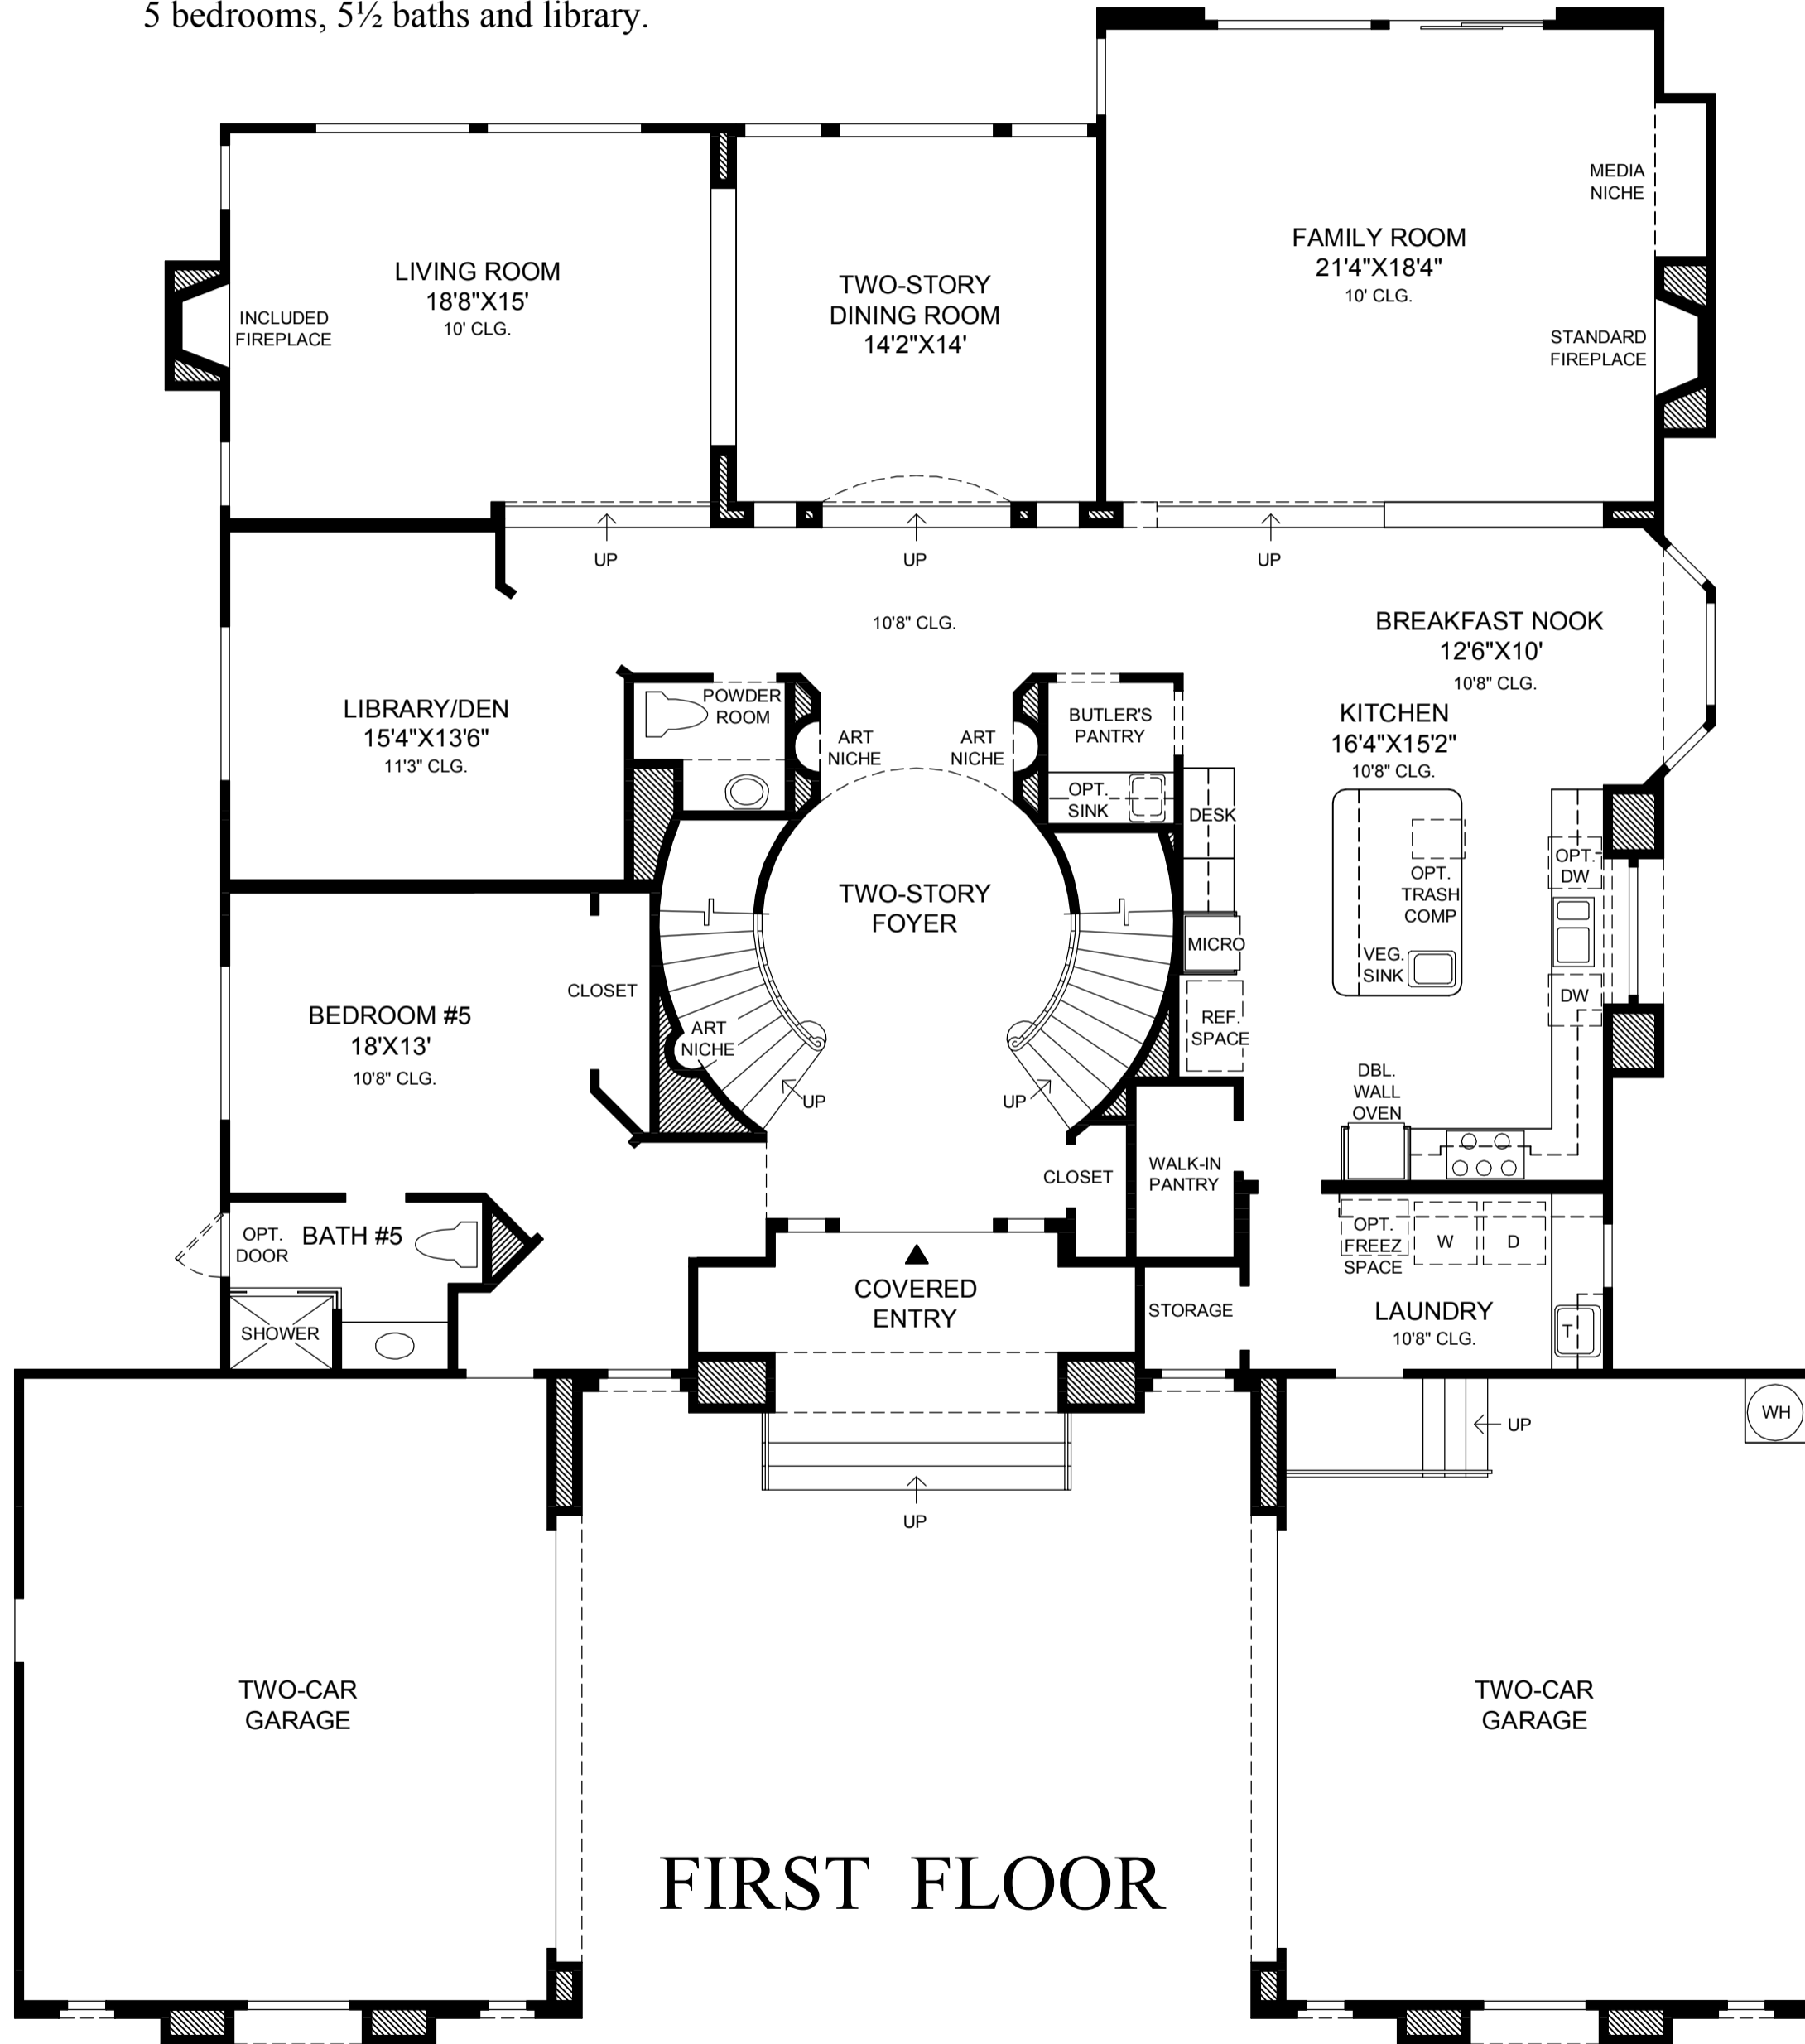 5 bedrooms, 5½ baths and library.
MEDIA
NICHE
FAMILY ROOM
21'4"X18'4"
10' CLG.
LIVING ROOM
18'8"X15'
10' CLG.
TWO-STORY
DINING ROOM
14'2"X14'
INCLUDED
FIREPLACE
STANDARD
FIREPLACE
UP
UP
UP
10'8" CLG.
BREAKFAST NOOK
12'6"X10'
10'8" CLG.
LIBRARY/DEN
15'4"X13'6"
11'3" CLG.
POWDER
ROOM
ART
NICHE
ART
NICHE
BUTLER'S
PANTRY
KITCHEN
16'4"X15'2"
10'8" CLG.
OPT.
SINK
DESK
OPT.
DW
OPT.
TRASH
COMP
TWO-STORY
FOYER
MICRO
VEG.
SINK
CLOSET
DW
BEDROOM #5
18'X13'
10'8" CLG.
ART
NICHE
REF.
SPACE
UP
UP
DBL.
WALL
OVEN
CLOSET
WALK-IN
PANTRY
OPT.
DOOR
BATH #5
OPT.
FREEZ
SPACE
W
D
COVERED
ENTRY
STORAGE
LAUNDRY
10'8" CLG.
T
SHOWER
UP
WH
UP
TWO-CAR
GARAGE
TWO-CAR
GARAGE
FIRST FLOOR